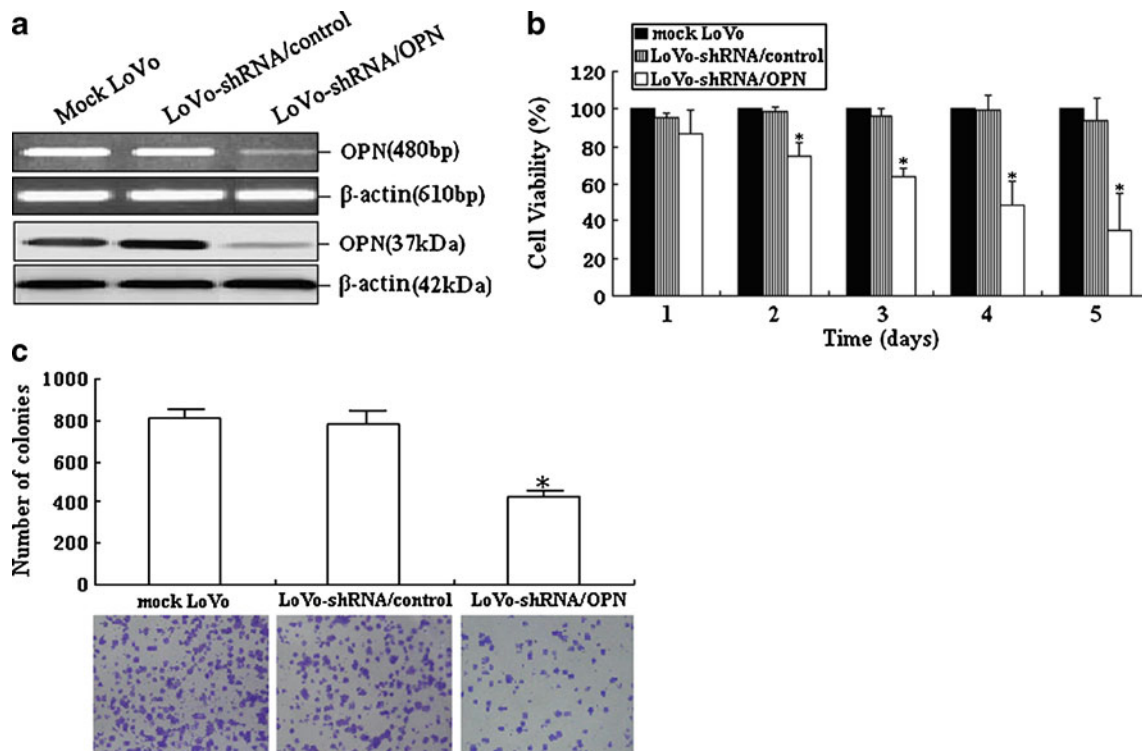 a
Mock LoVo
LoVo-shRNA/control
LoVo-shRNA/OPN
OPN(480bp)
β-actin(610bp)
OPN(37kDa)
β-actin(42kDa)
b
mock LoVo
LoVo-shRNA/control
LoVo-shRNA/OPN
Cell Viability (%)
120
100
80
60
40
20
0
*
*
*
*
1 2 3 4 5
Time (days)
c
Number of colonies
1000
800
600
400
200
0
*
mock LoVo LoVo-shRNA/control LoVo-shRNA/OPN